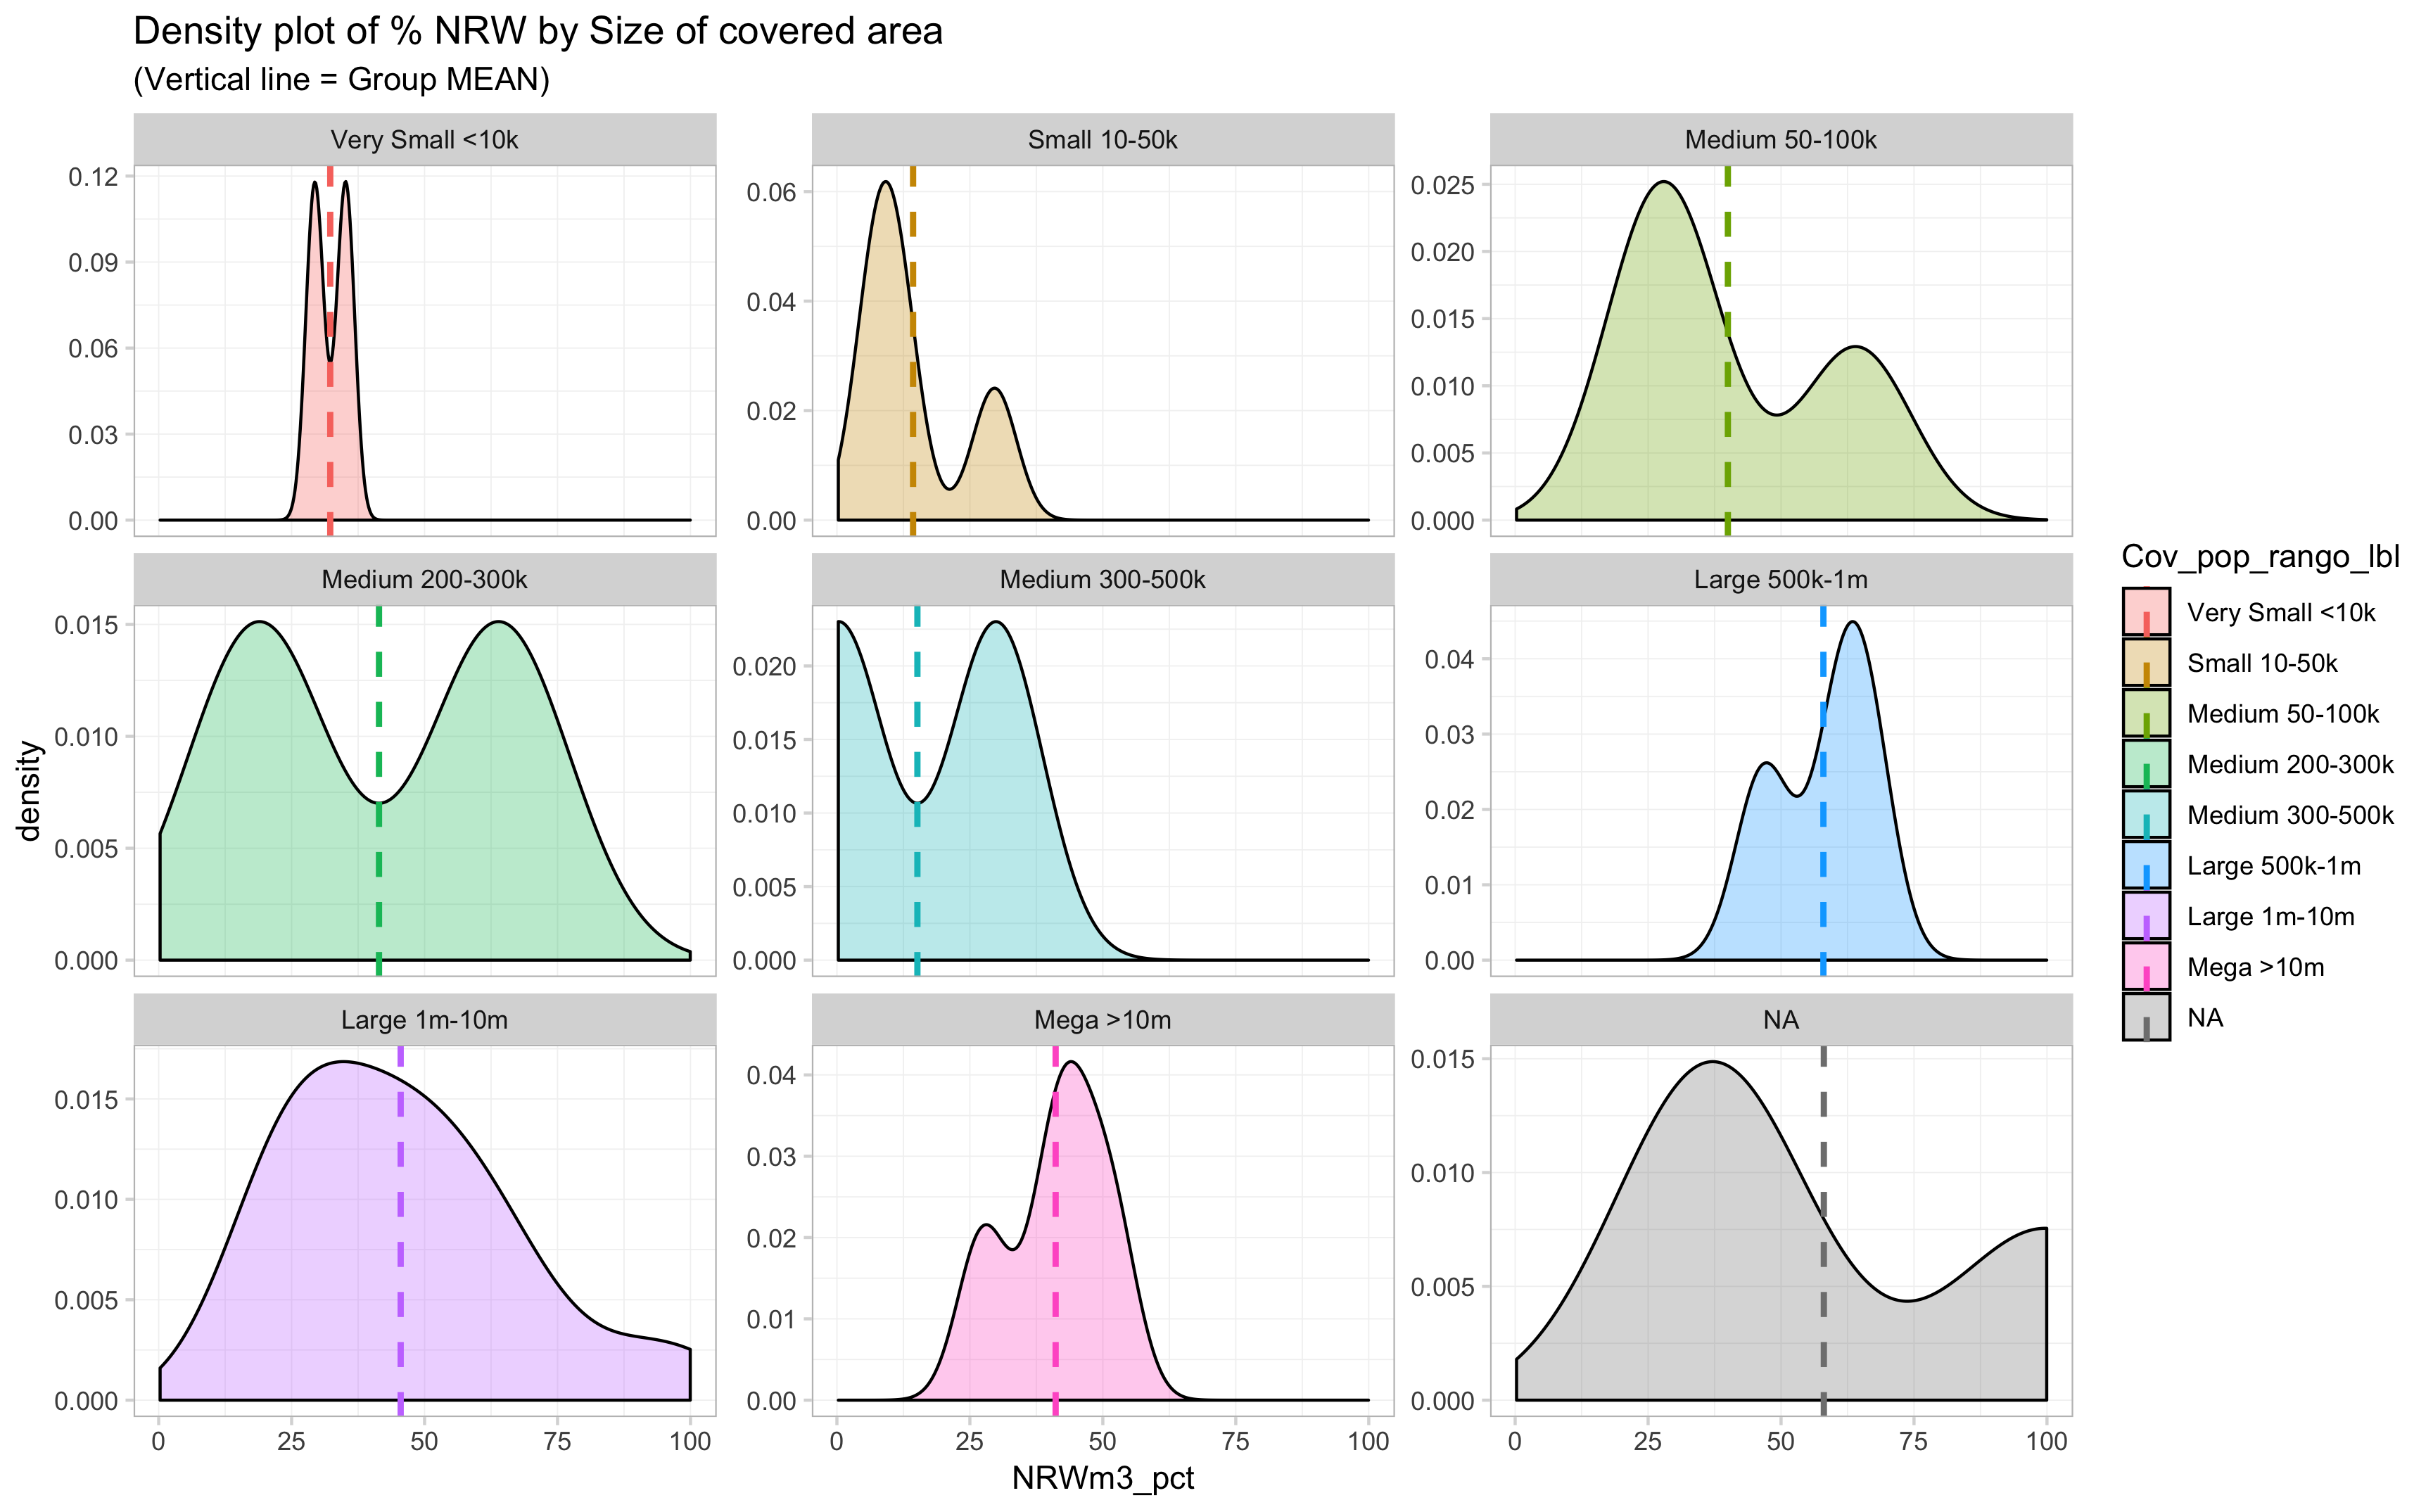 Density plot of % NRW by Size of covered area
(Vertical line = Group MEAN)
Very Small <10k
Small 10-50k
Medium 50-100k
0.12
0.09
0.06
0.03
0.00
0.06
0.04
0.02
0.00
0.025
0.020
0.015
0.010
0.005
0.000
Medium 200-300k
Medium 300-500k
Large 500k-1m
0.015
0.010
0.005
0.000
0.020
0.015
0.010
0.005
0.000
0.04
0.03
0.02
0.01
0.00
Large 1m-10m
Mega >10m
NA
0.015
0.010
0.005
0.000
0.04
0.03
0.02
0.01
0.00
0.015
0.010
0.005
0.000
0 25 50 75 100
0 25 50 75 100
0 25 50 75 100
NRWm3_pct
density
Cov_pop_rango_lbl
Very Small <10k
Small 10-50k
Medium 50-100k
Medium 200-300k
Medium 300-500k
Large 500k-1m
Large 1m-10m
Mega >10m
NA